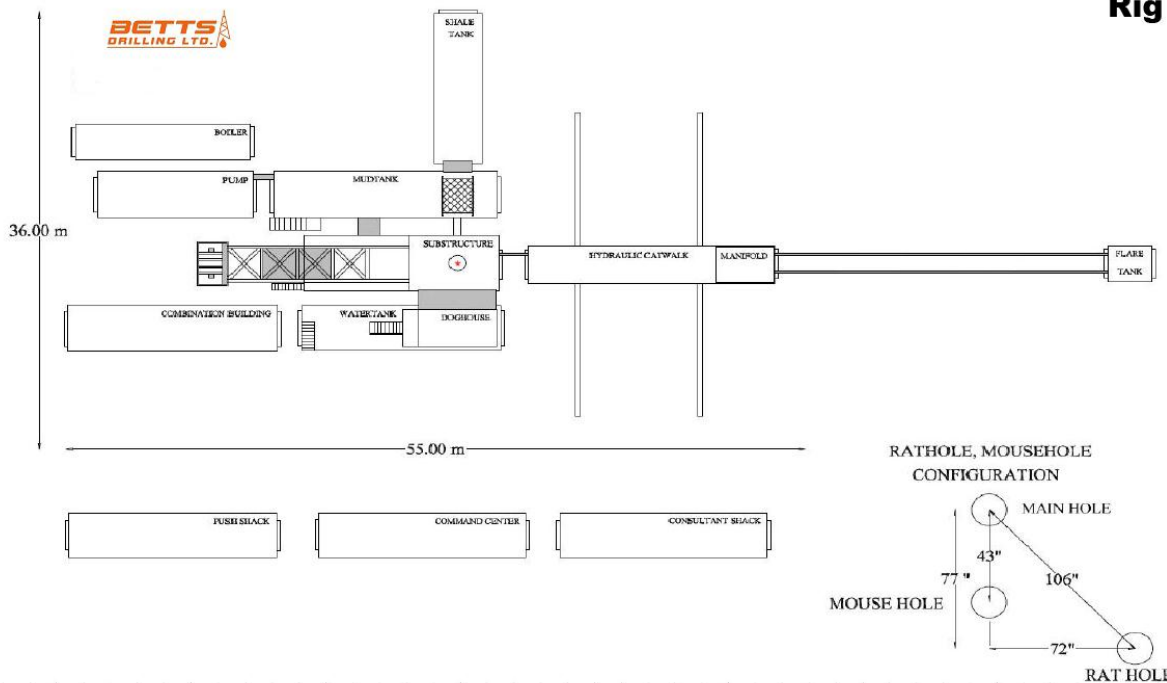 Rig
BETTS
DRILLING LTD.
SHALE
TANK
BOILER
PUMP
MUDTANK
36.00 m
SUBSTRUCTURE
HYDRAULIC CATWALK
MANIFOLD
FLARE
TANK
COMBINATION BUILDING
WATERTANK
DOGHOUSE
55.00 m
RATHOLE, MOUSEHOLE
CONFIGURATION
PUSH SHACK
COMMAND CENTER
CONSULTANT SHACK
MAIN HOLE
43"
77 "
106"
MOUSE HOLE
72"
RAT HOLE